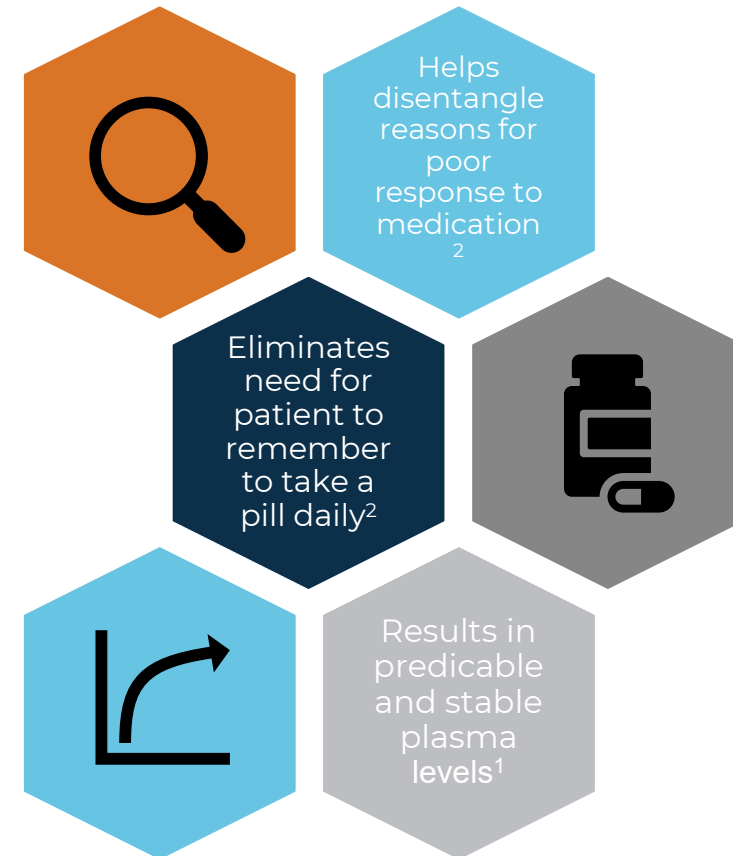 Helps
disentangle
reasons for
poor
response to
medication
2
Eliminates
need for
patient to
remember
to take a
pill daily²
Results in
predicable
and stable
plasma
levels¹